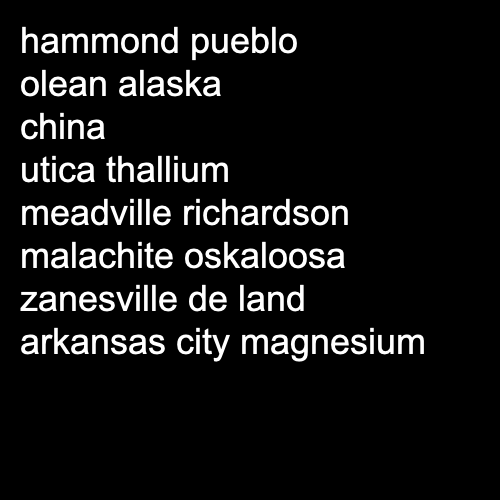 hammond pueblo
olean alaska
china
utica thallium
meadville richardson
malachite oskaloosa
zanesville de land
arkansas city magnesium